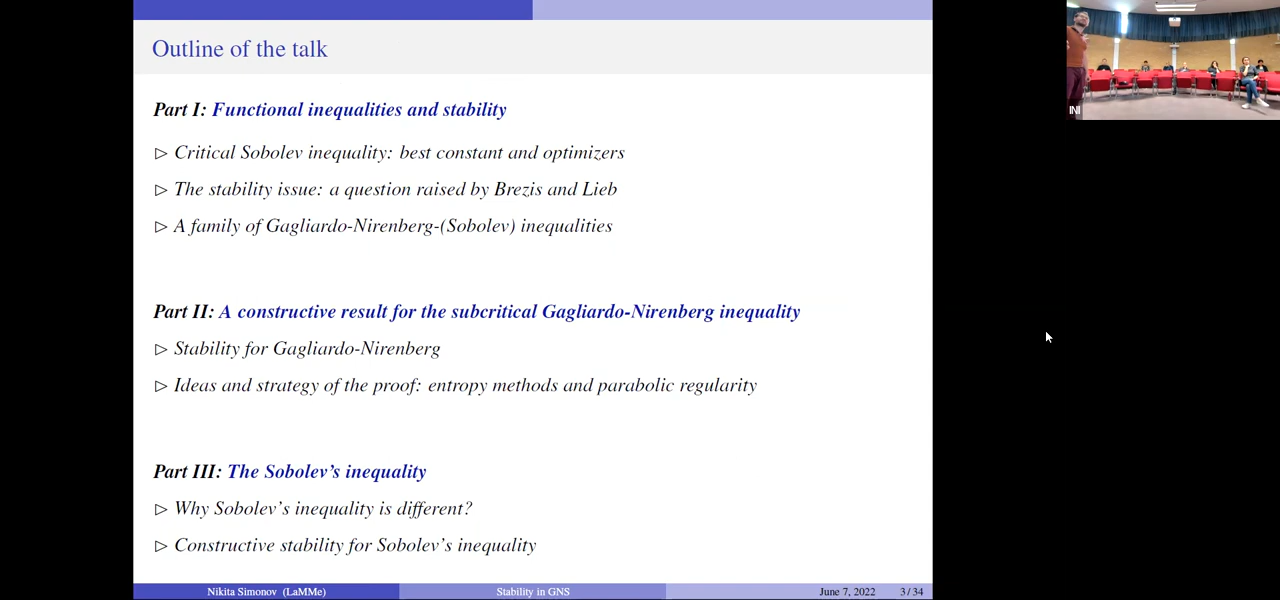 Outline of the talk
Part I: Functional inequalities and stability
▷ Critical Sobolev inequality: best constant and optimizers
▷ The stability issue: a question raised by Brezis and Lieb
▷ A family of Gagliardo-Nirenberg-(Sobolev) inequalities
Part II: A constructive result for the subcritical Gagliardo-Nirenberg inequality
▷ Stability for Gagliardo-Nirenberg
▷ Ideas and strategy of the proof: entropy methods and parabolic regularity
Part III: The Sobolev's inequality
▷ Why Sobolev's inequality is different?
▷ Constructive stability for Sobolev's inequality
Nikita Simonov (LaMMe) Stability in GNS June 7, 2022 3 / 34
INI